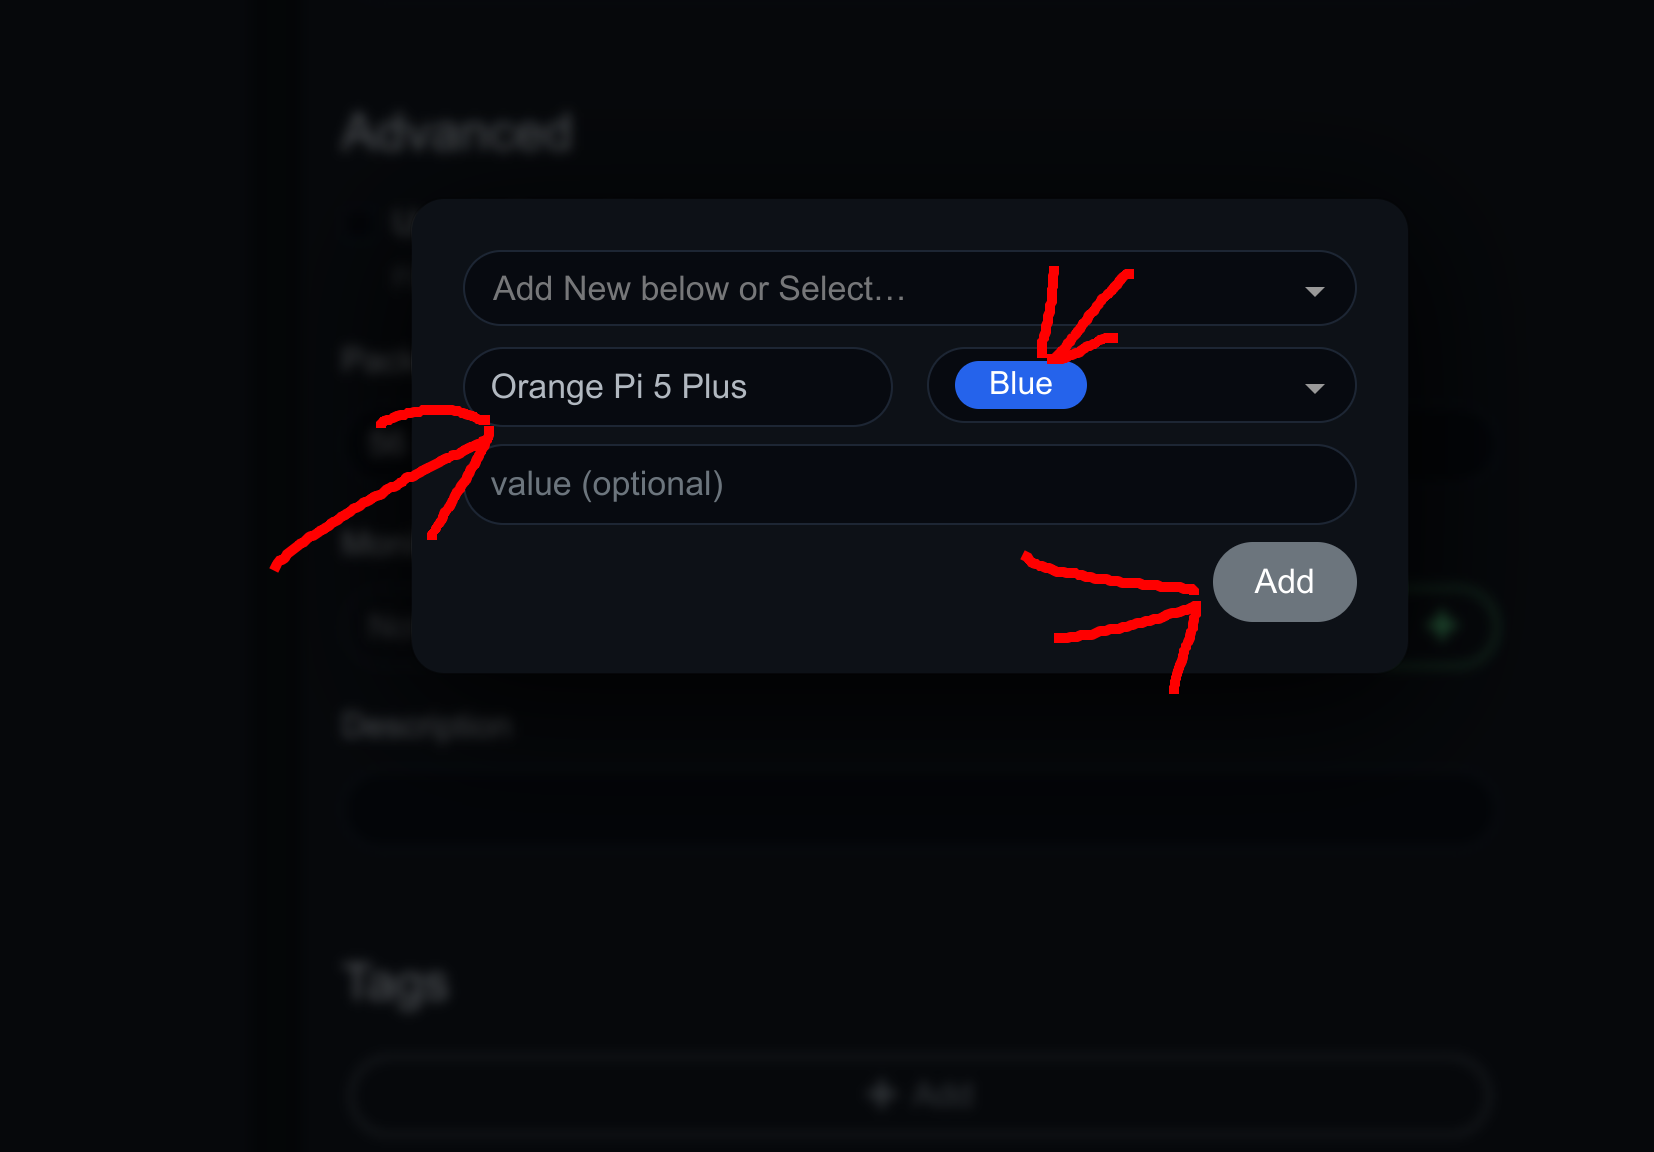 Advanced
Add New below or Select...
Orange Pi 5 Plus
Blue
value (optional)
Add
Description
Tags
Add